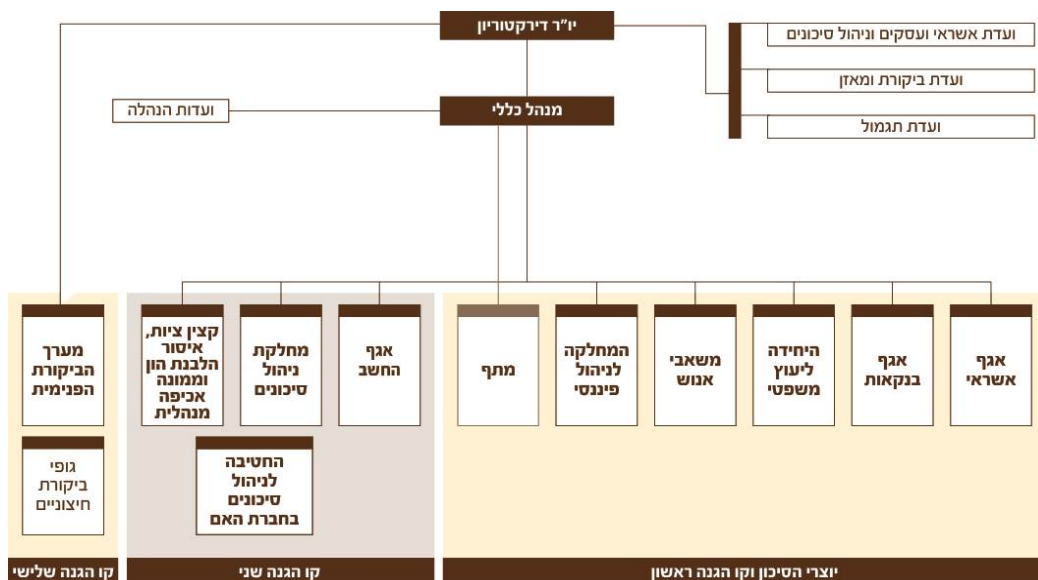 יו"ר דירקטוריון
ועדת אשראי ועסקים וניהול סיכונים
ועדת ביקורת ומאזן
ועדת תגמול
מנהל כללי
ועדות הנהלה
אגף
אשראי
אגף
בנקאות
היחידה
ליעוץ
משפטי
משאבי
אנוש
המחלקה
לניהול
פיננסי
מתף
אגף
החשב
מחלקת
ניהול
סיכונים
קצין ציות,
איסור
הלבנת הון
וממונה
אכיפה
מנהלית
מערך
הביקורת
הפנימית
החטיבה
לניהול
סיכונים
בחברת האם
גופי
ביקורת
חיצוניים
יוצרי הסיכון וקו הגנה ראשון
קו הגנה שני
קו הגנה שלישי